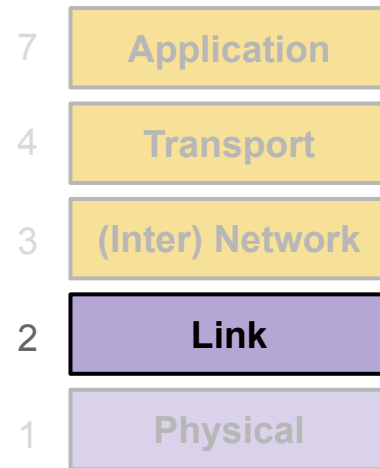 7 Application
4 Transport
3 (Inter) Network
2 Link
1 Physical